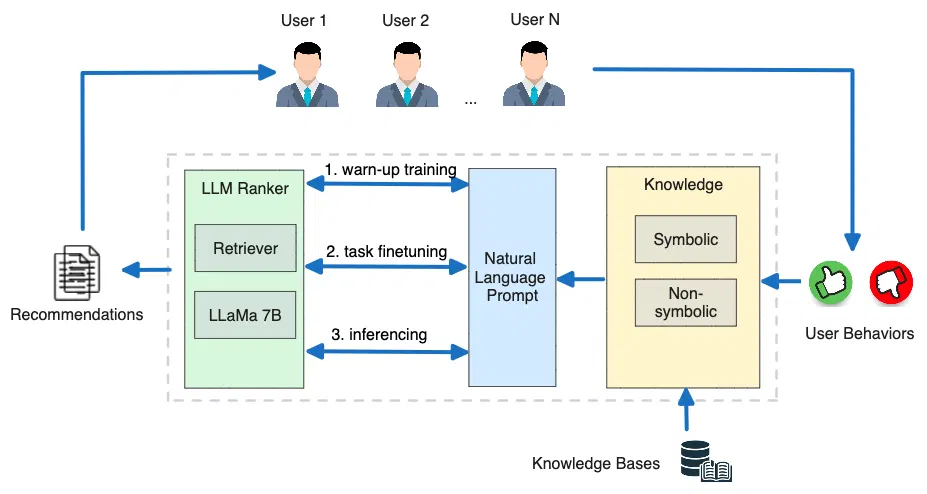 User 1
User 2
User N
...
1. warn-up training
LLM Ranker
Knowledge
Retriever
2. task finetuning
Natural
Language
Prompt
Symbolic
LLaMa 7B
Non-
symbolic
3. inferencing
Recommendations
User Behaviors
Knowledge Bases